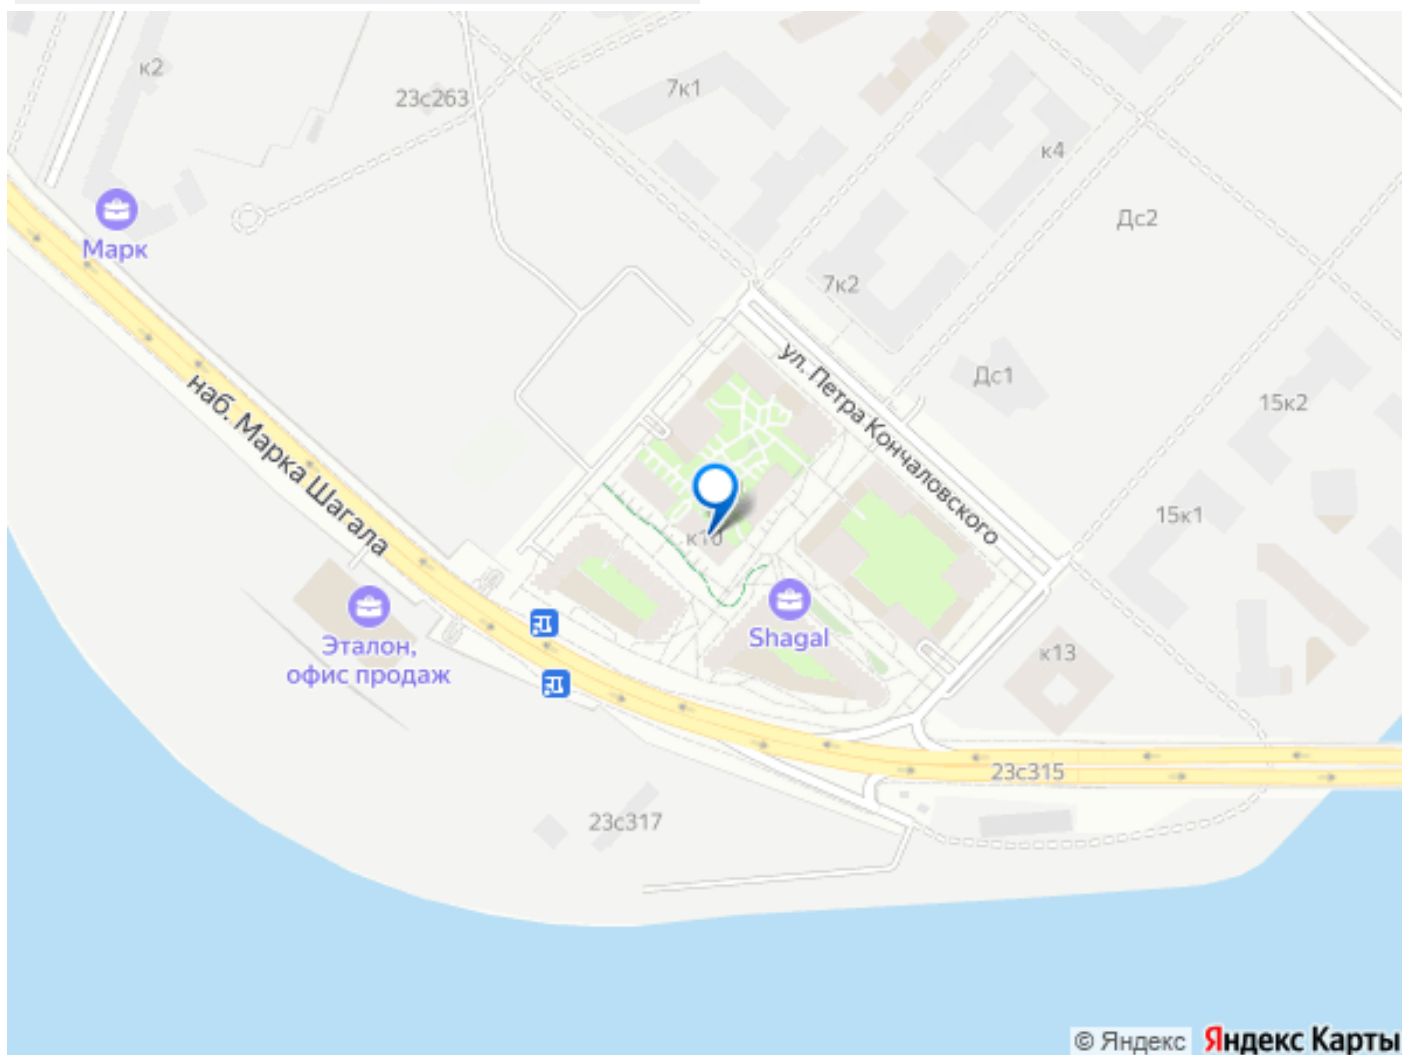 к2
23с263
7к1
к4
Марк
Дс2
7к2
ул. Петра Кончаловского
Дс1
15к2
наб. Марка Шагала
15к1
к10
Эталон,
офис продаж
Shagal
к13
23с315
23с317
© Яндекс Яндекс Карты